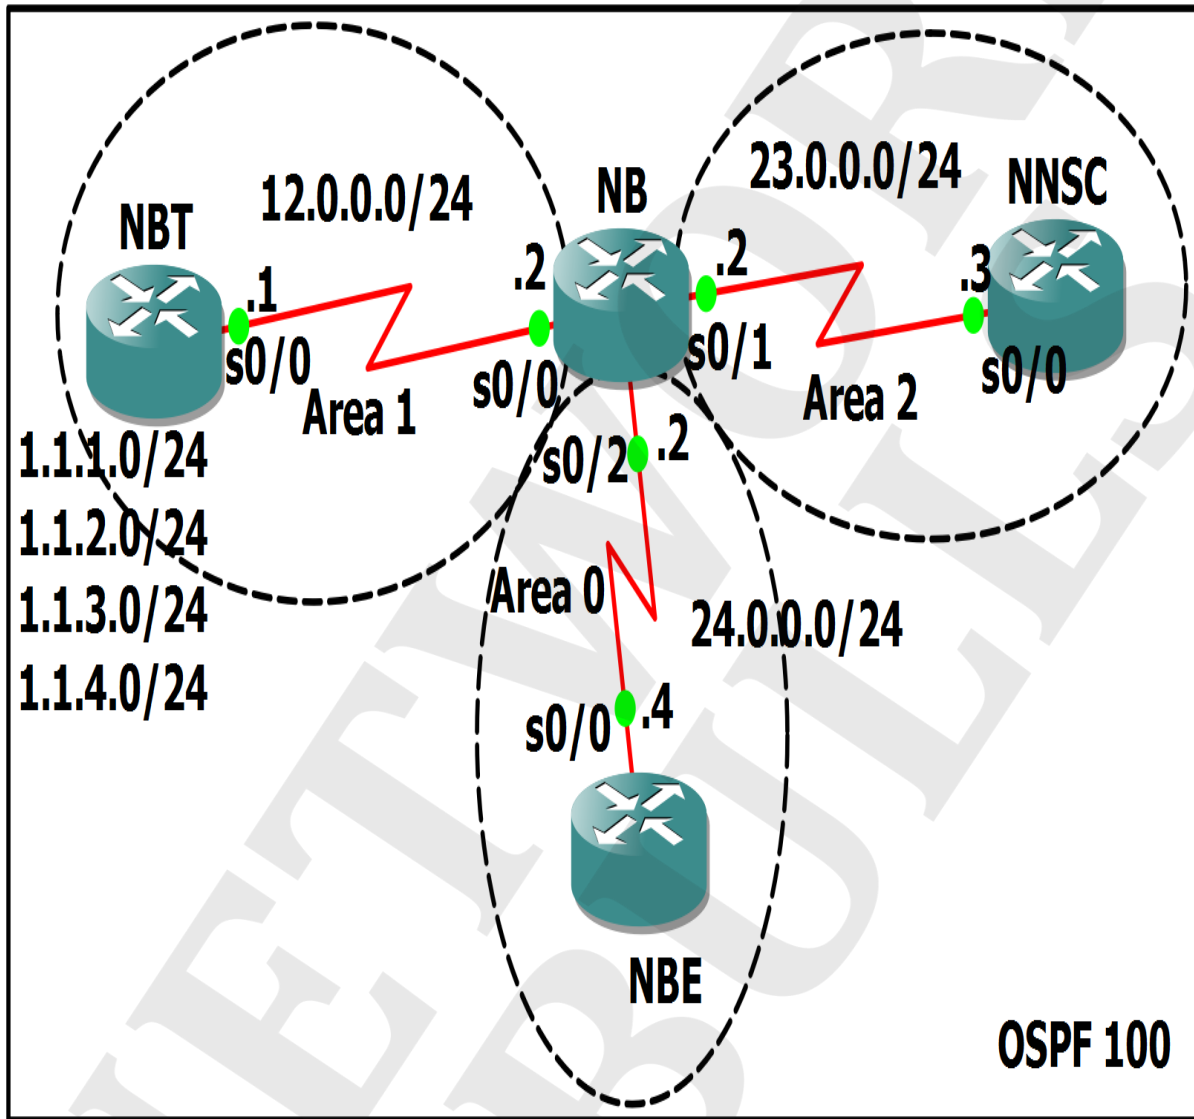 NBT
12.0.0.0/24
NB
23.0.0.0/24
NNSC
.1
.2
.2
.3
s0/0
s0/0
s0/1
s0/0
Area 1
Area 2
1.1.1.0/24
1.1.2.0/24
1.1.3.0/24
1.1.4.0/24
s0/2
.2
Area 0
24.0.0.0/24
s0/0
.4
NBE
OSPF 100
NETWORK
BULLS